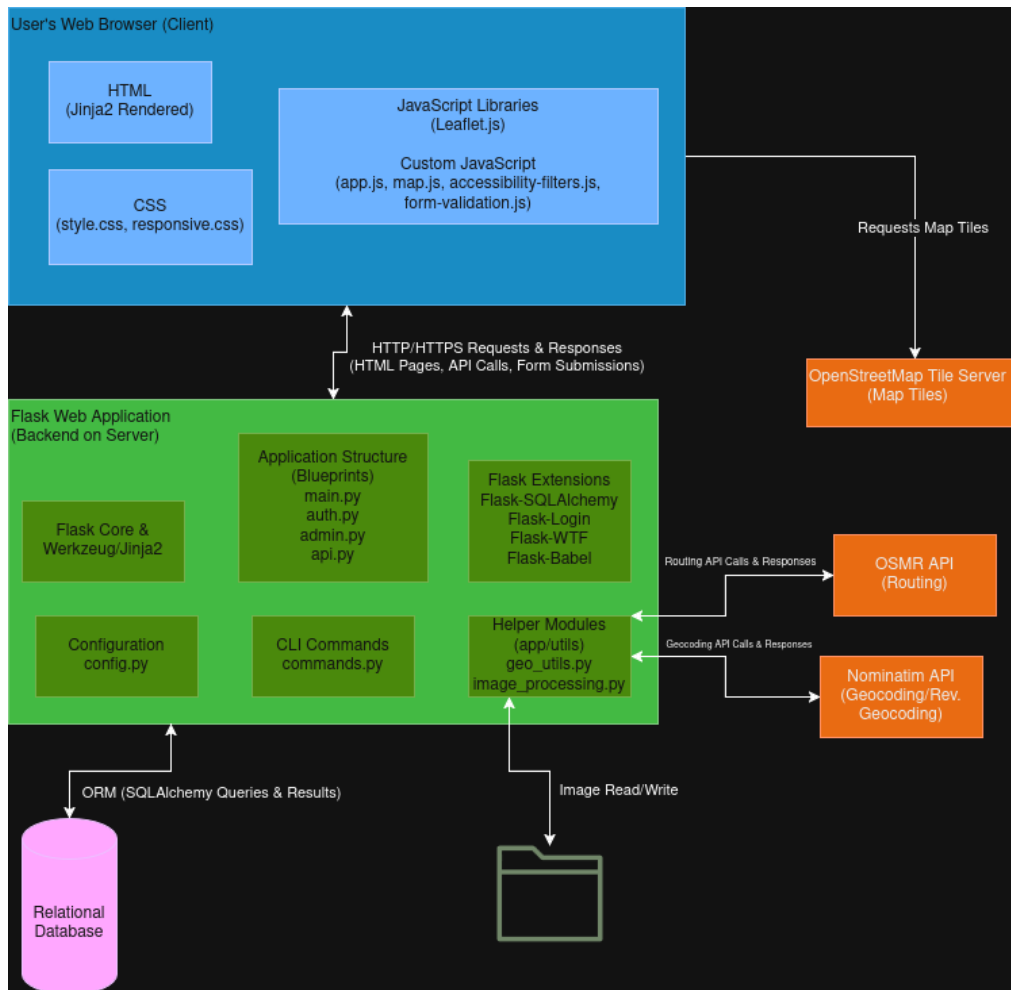 User's Web Browser (Client)
HTML
(Jinja2 Rendered)
CSS
(style.css, responsive.css)
JavaScript Libraries
(Leaflet.js)
Custom JavaScript
(app.js, map.js, accessibility-filters.js,
form-validation.js)
Requests Map Tiles
OpenStreetMap Tile Server
(Map Tiles)
HTTP/HTTPS Requests & Responses
(HTML Pages, API Calls, Form Submissions)
Flask Web Application
(Backend on Server)
Flask Core &
Werkzeug/Jinja2
Application Structure
(Blueprints)
main.py
auth.py
admin.py
api.py
Flask Extensions
Flask-SQLAlchemy
Flask-Login
Flask-WTF
Flask-Babel
Configuration
config.py
CLI Commands
commands.py
Helper Modules
(app/utils)
geo_utils.py
image_processing.py
Routing API Calls & Responses
OSMR API
(Routing)
Geocoding API Calls & Responses
Nominatim API
(Geocoding/Rev.
Geocoding)
ORM (SQLAlchemy Queries & Results)
Image Read/Write
Relational
Database